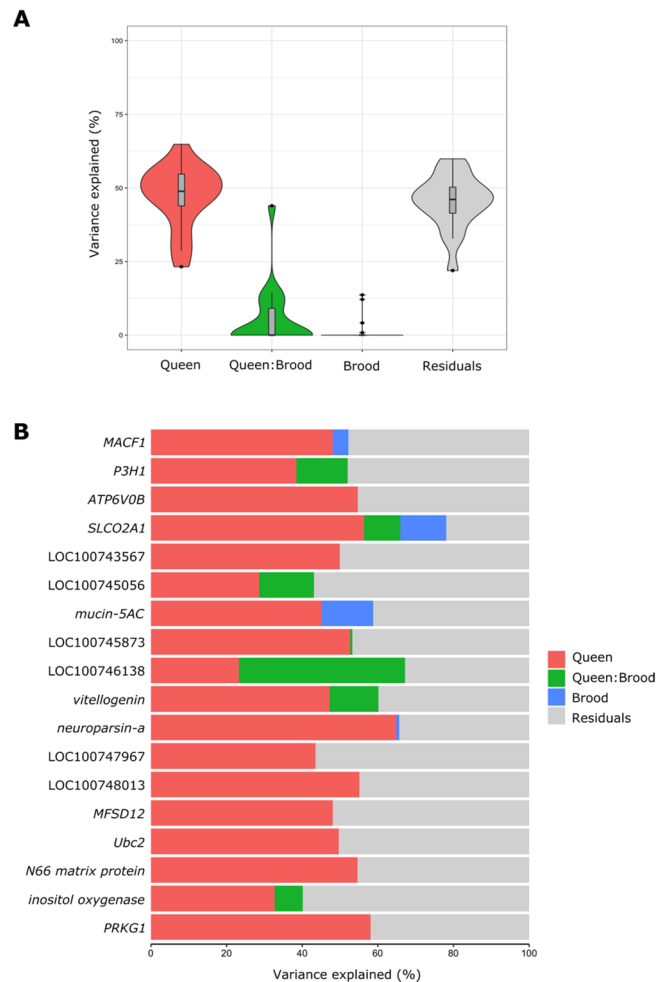 A
100
75
50
25
0
Variance explained (%)
Queen
Queen:Brood
Brood
Residuals
B
MACF1
P3H1
ATP6V0B
SLCO2A1
LOC100743567
LOC100745056
mucin-5AC
LOC100745873
LOC100746138
vitellogenin
neuroparsin-a
LOC100747967
LOC100748013
MFSD12
Ubc2
N66 matrix protein
inositol oxygenase
PRKG1
0 20 40 60 80 100
Variance explained (%)
Queen
Queen:Brood
Brood
Residuals